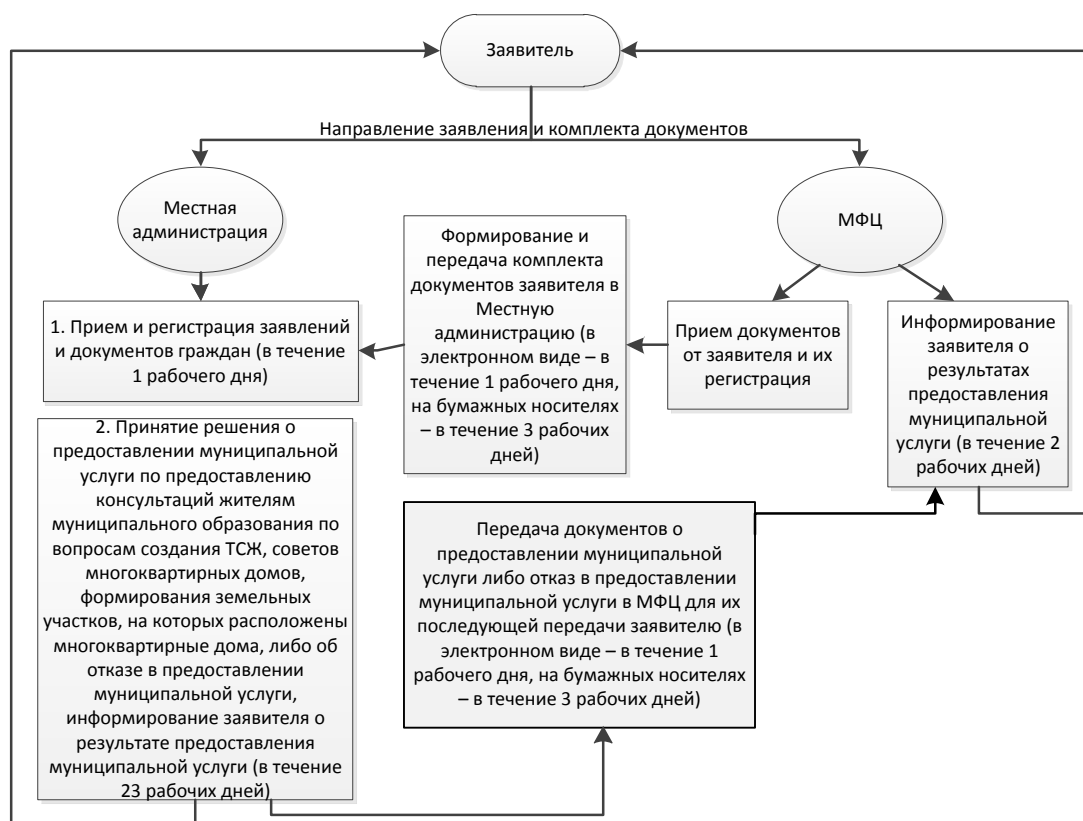 Заявитель
Направление заявления и комплекта документов
Местная
администрация
МФЦ
Формирование и
передача комплекта
документов заявителя в
Местную
администрацию (в
электронном виде – в
течение 1 рабочего дня,
на бумажных носителях
– в течение 3 рабочих
дней)
1. Прием и регистрация заявлений
и документов граждан (в течение
1 рабочего дня)
Прием документов
от заявителя и их
регистрация
Информирование
заявителя о
результатах
предоставления
муниципальной
услуги (в течение 2
рабочих дней)
2. Принятие решения о
предоставлении муниципальной
услуги по предоставлению
консультаций жителям
муниципального образования по
вопросам создания ТСЖ, советов
многоквартирных домов,
формирования земельных
участков, на которых расположены
многоквартирные дома, либо об
отказе в предоставлении
муниципальной услуги,
информирование заявителя о
результате предоставления
муниципальной услуги (в течение
23 рабочих дней)
Передача документов о
предоставлении муниципальной
услуги либо отказ в предоставлении
муниципальной услуги в МФЦ для их
последующей передачи заявителю (в
электронном виде – в течение 1
рабочего дня, на бумажных носителях
– в течение 3 рабочих дней)